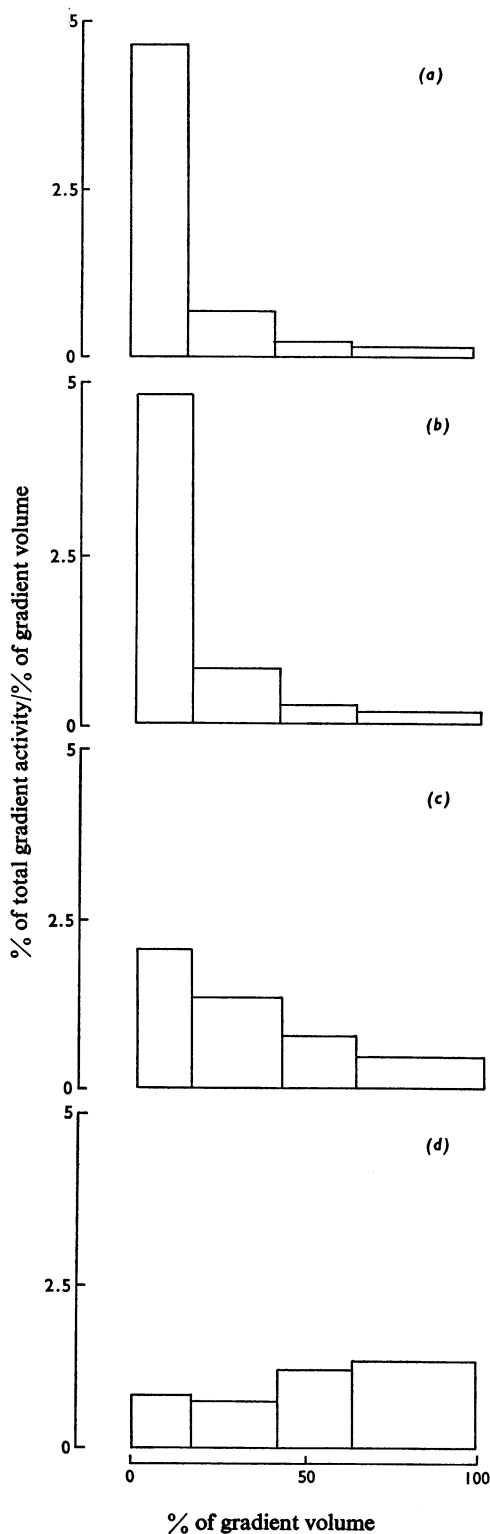 5
(a)
2.5
0
5
(b)
2.5
0
5
(c)
2.5
0
5
(d)
2.5
0
0 50 100
% of gradient volume
% of total gradient activity/% of gradient volume